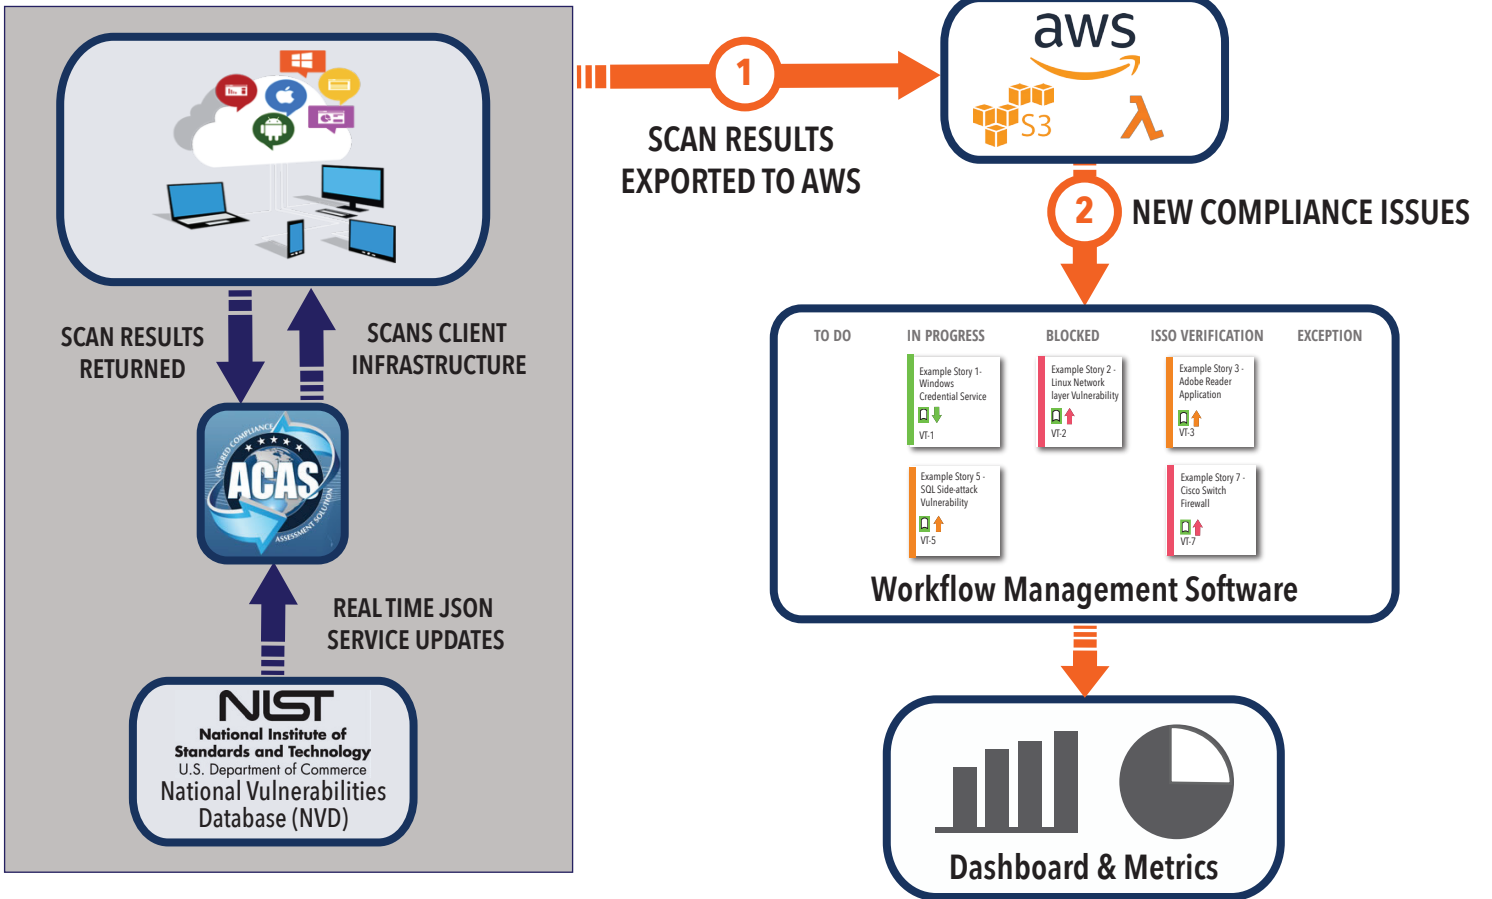 aws
S3
1
SCAN RESULTS
EXPORTED TO AWS
2
NEW COMPLIANCE ISSUES
SCAN RESULTS
RETURNED
SCANS CLIENT
INFRASTRUCTURE
ASSURED COMPLIANCE
ACAS
ASSESSMENT SOLUTION
REAL TIME JSON
SERVICE UPDATES
NIST
National Institute of
Standards and Technology
U.S. Department of Commerce
National Vulnerabilities
Database (NVD)
TO DO
IN PROGRESS
BLOCKED
ISSO VERIFICATION
EXCEPTION
Example Story 1-
Windows
Credential Service
VT-1
Example Story 2 -
Linux Network
layer Vulnerability
VT-2
Example Story 3 -
Adobe Reader
Application
VT-3
Example Story 5 -
SQL Side-attack
Vulnerability
VT-5
Example Story 7 -
Cisco Switch
Firewall
VT-7
Workflow Management Software
Dashboard & Metrics